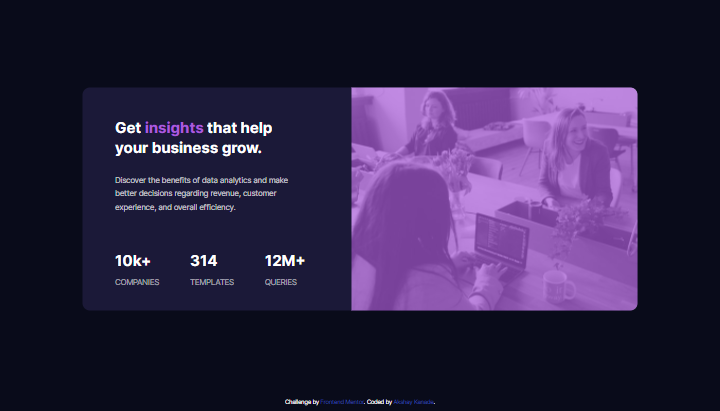 Get insights that help
your business grow.
Discover the benefits of data analytics and make
better decisions regarding revenue, customer
experience, and overall efficiency.
10k+ 314 12M+
COMPANIES TEMPLATES QUERIES
Challenge by Frontend Mentor. Coded by Akshay Kanade.